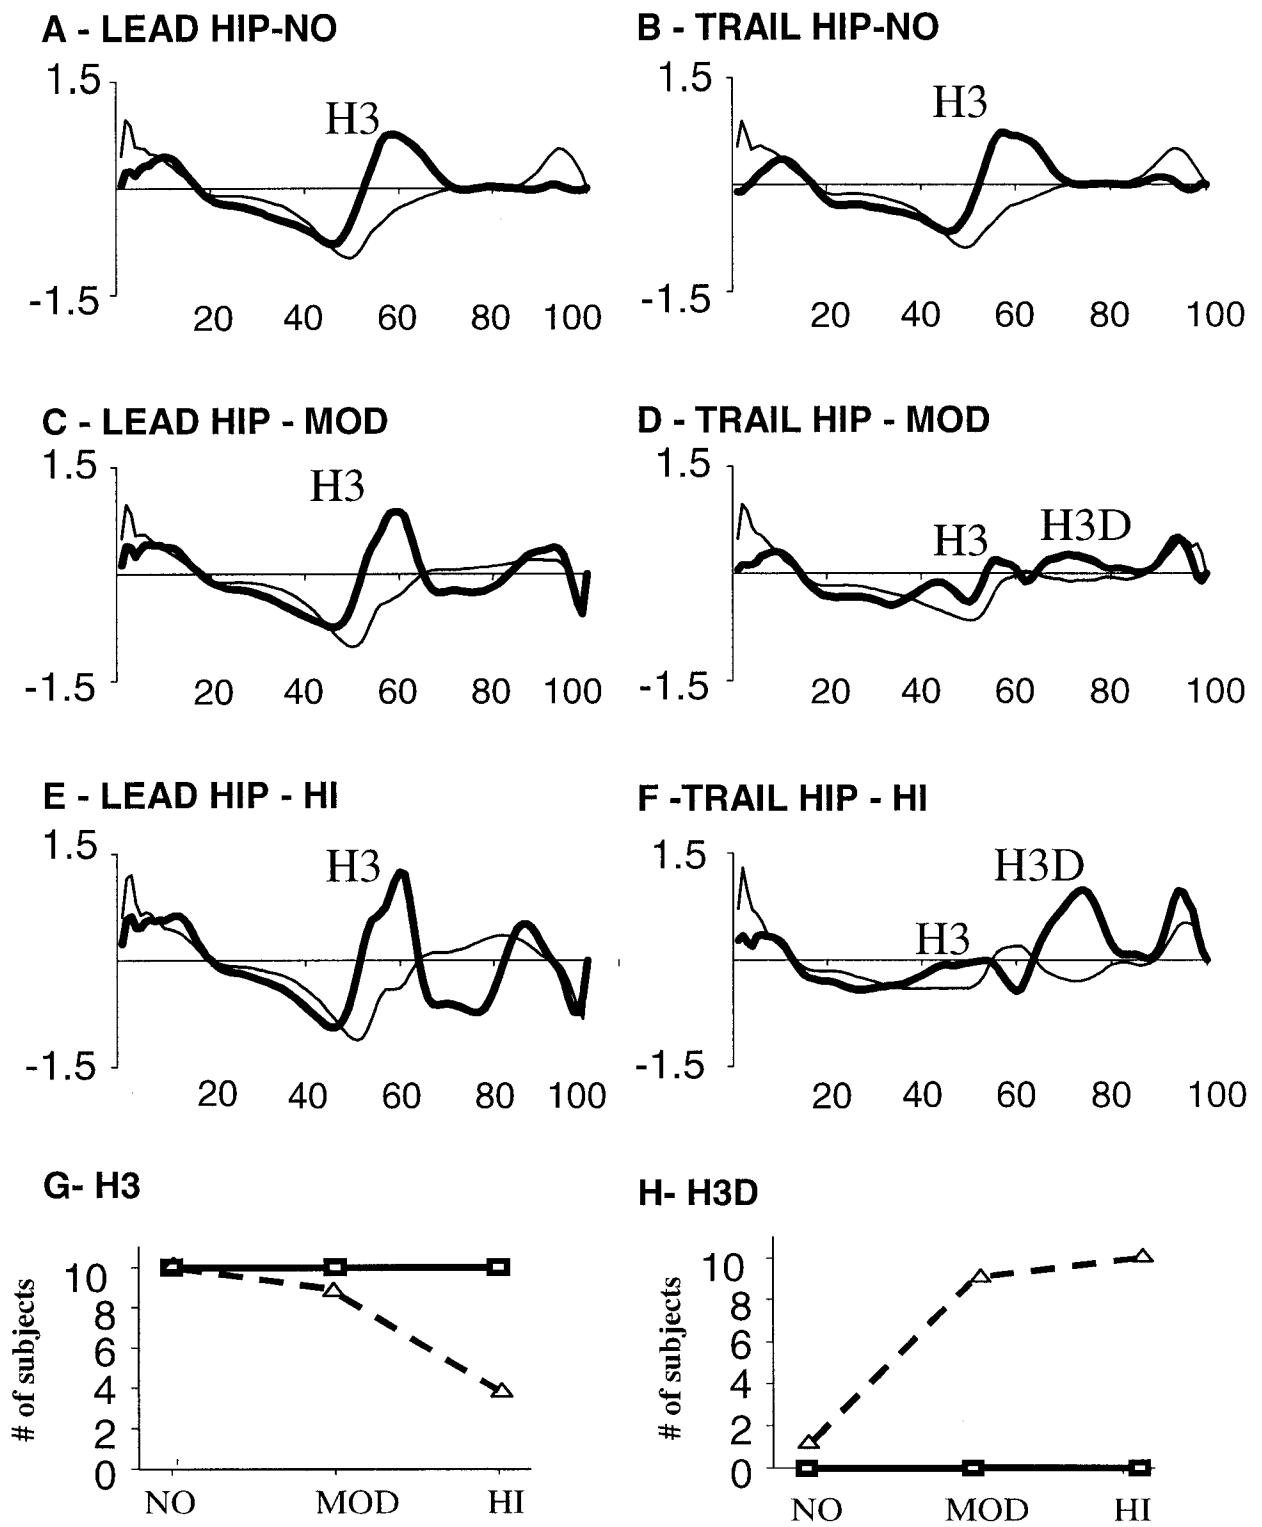 A - LEAD HIP-NO
B - TRAIL HIP-NO
1.5
H3
-1.5
20 40 60 80 100
1.5
H3
-1.5
20 40 60 80 100
C - LEAD HIP - MOD
D - TRAIL HIP - MOD
1.5
H3
-1.5
20 40 60 80 100
1.5
H3
H3D
-1.5
20 40 60 80 100
E - LEAD HIP - HI
F -TRAIL HIP - HI
1.5
H3
-1.5
20 40 60 80 100
1.5
H3D
H3
-1.5
20 40 60 80 100
G- H3
H- H3D
# of subjects
10
8
6
4
2
0
NO MOD HI
# of subjects
10
8
6
4
2
0
NO MOD HI